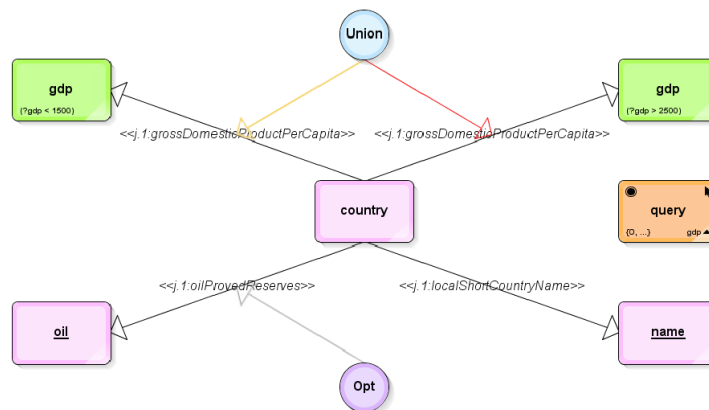 Union
gdp
(?gdp < 1500)
gdp
(?gdp > 2500)
<<j.1:grossDomesticProductPerCapita>>
<<j.1:grossDomesticProductPerCapita>>
country
query
{O, ...}
gdp
<<j.1:oilProvedReserves>>
<<j.1:localShortCountryName>>
oil
name
Opt